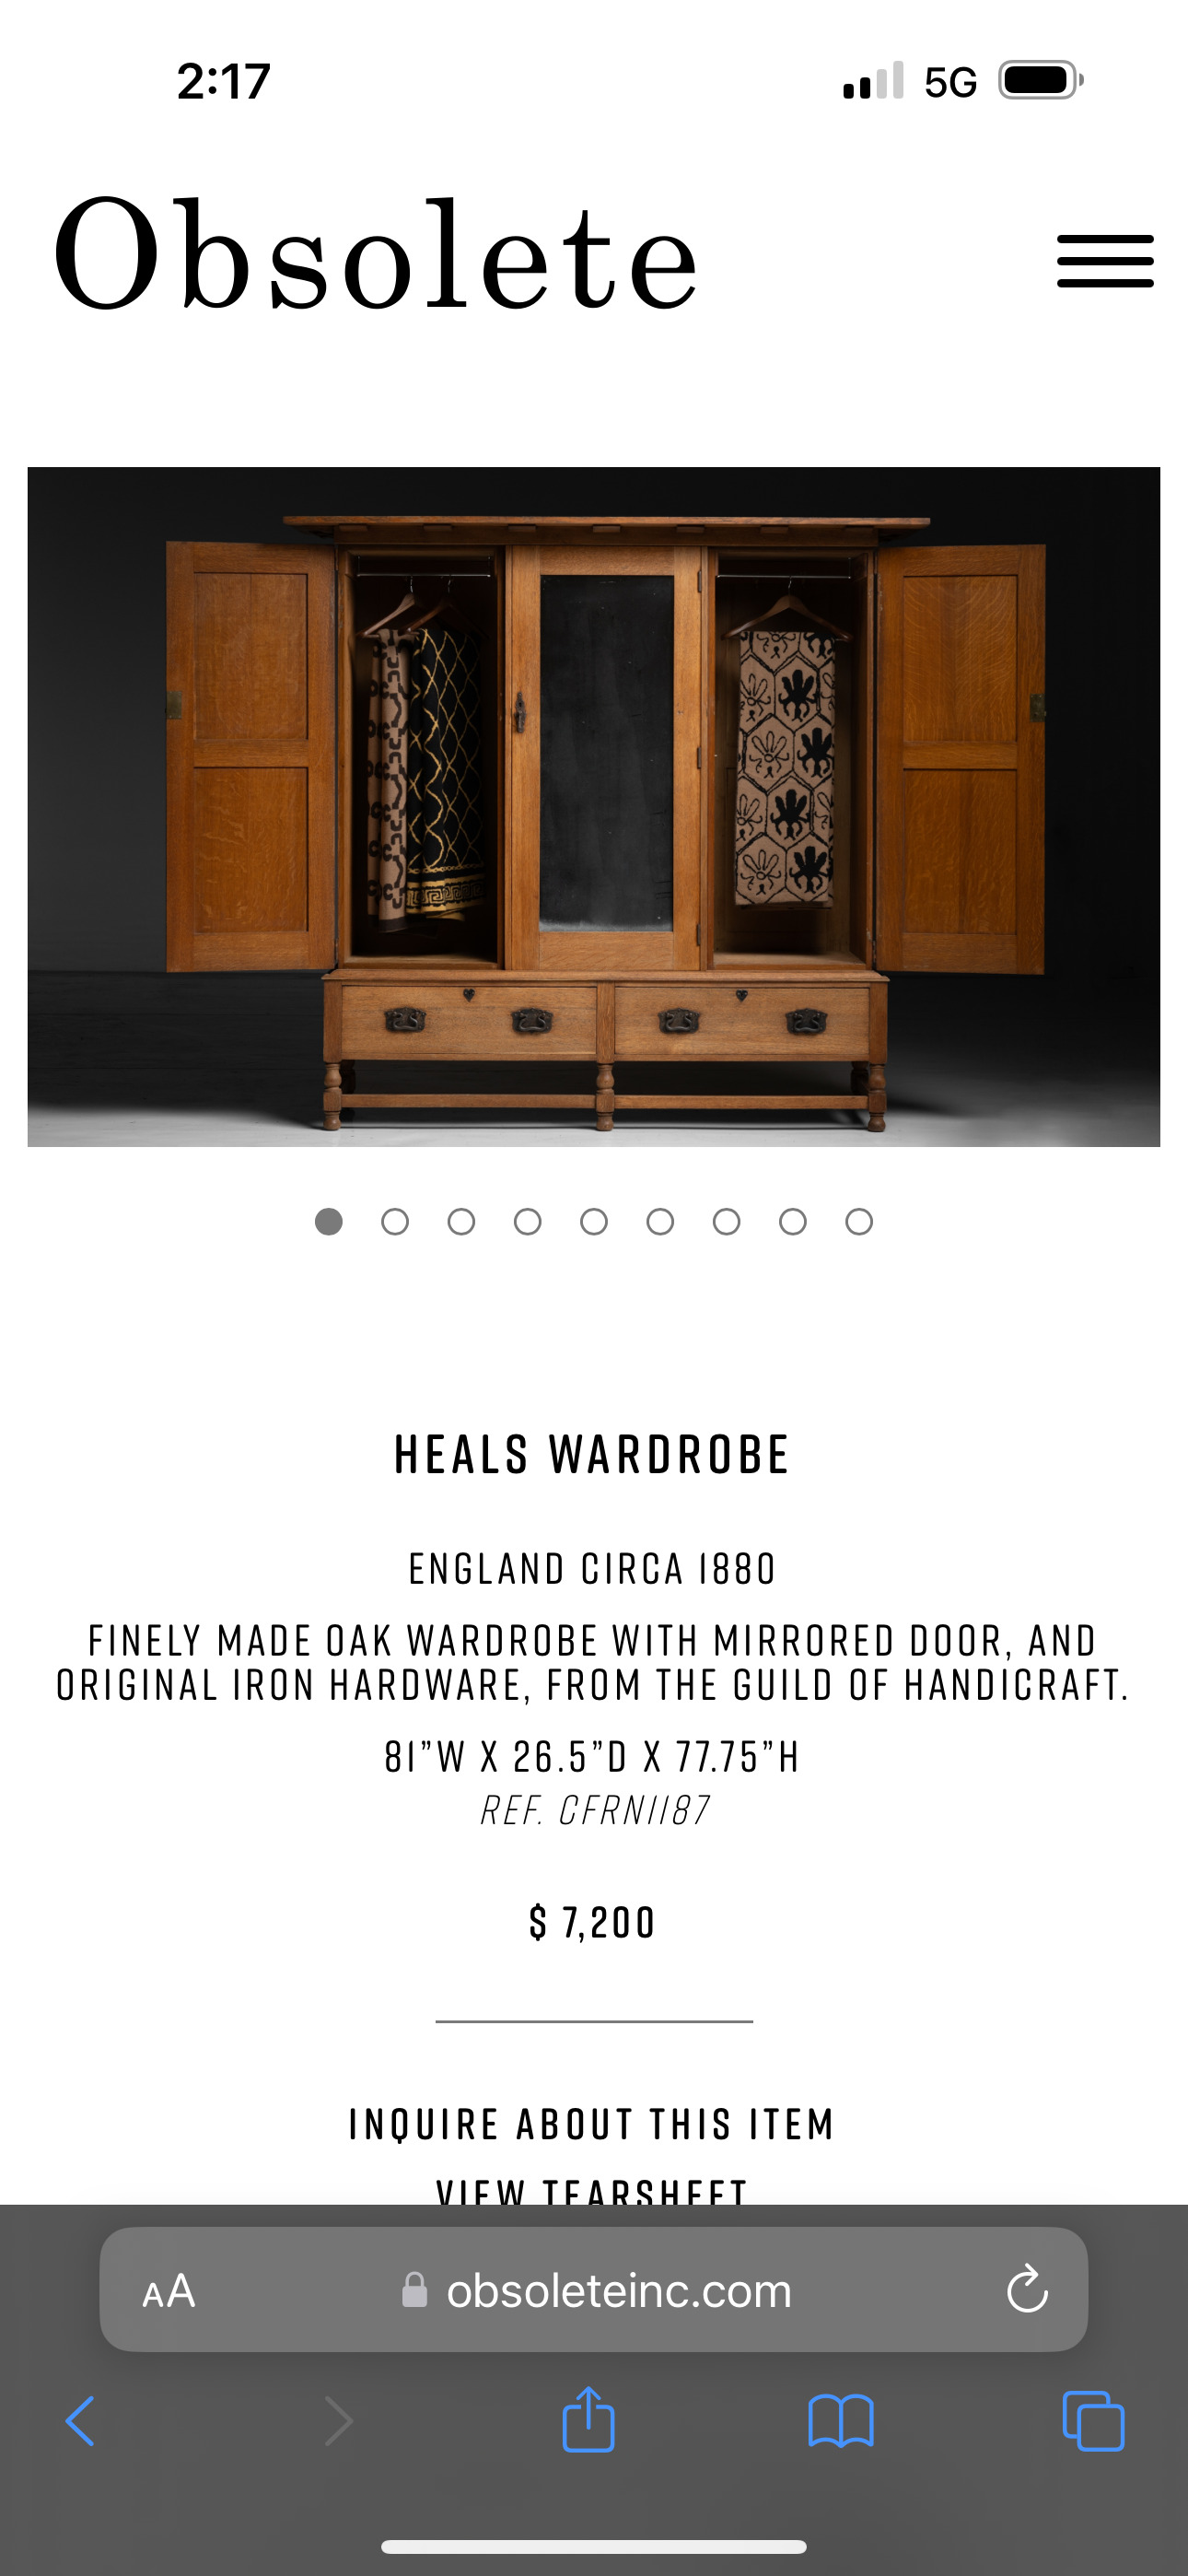 2:17 5G
Obsolete
HEALS WARDROBE
ENGLAND CIRCA 1880
FINELY MADE OAK WARDROBE WITH MIRRORED DOOR, AND
ORIGINAL IRON HARDWARE, FROM THE GUILD OF HANDICRAFT.
81”W X 26.5”D X 77.75”H
REF. CFRN1187
$ 7,200
INQUIRE ABOUT THIS ITEM
VIEW TEARSHEET
AA obsoleteinc.com